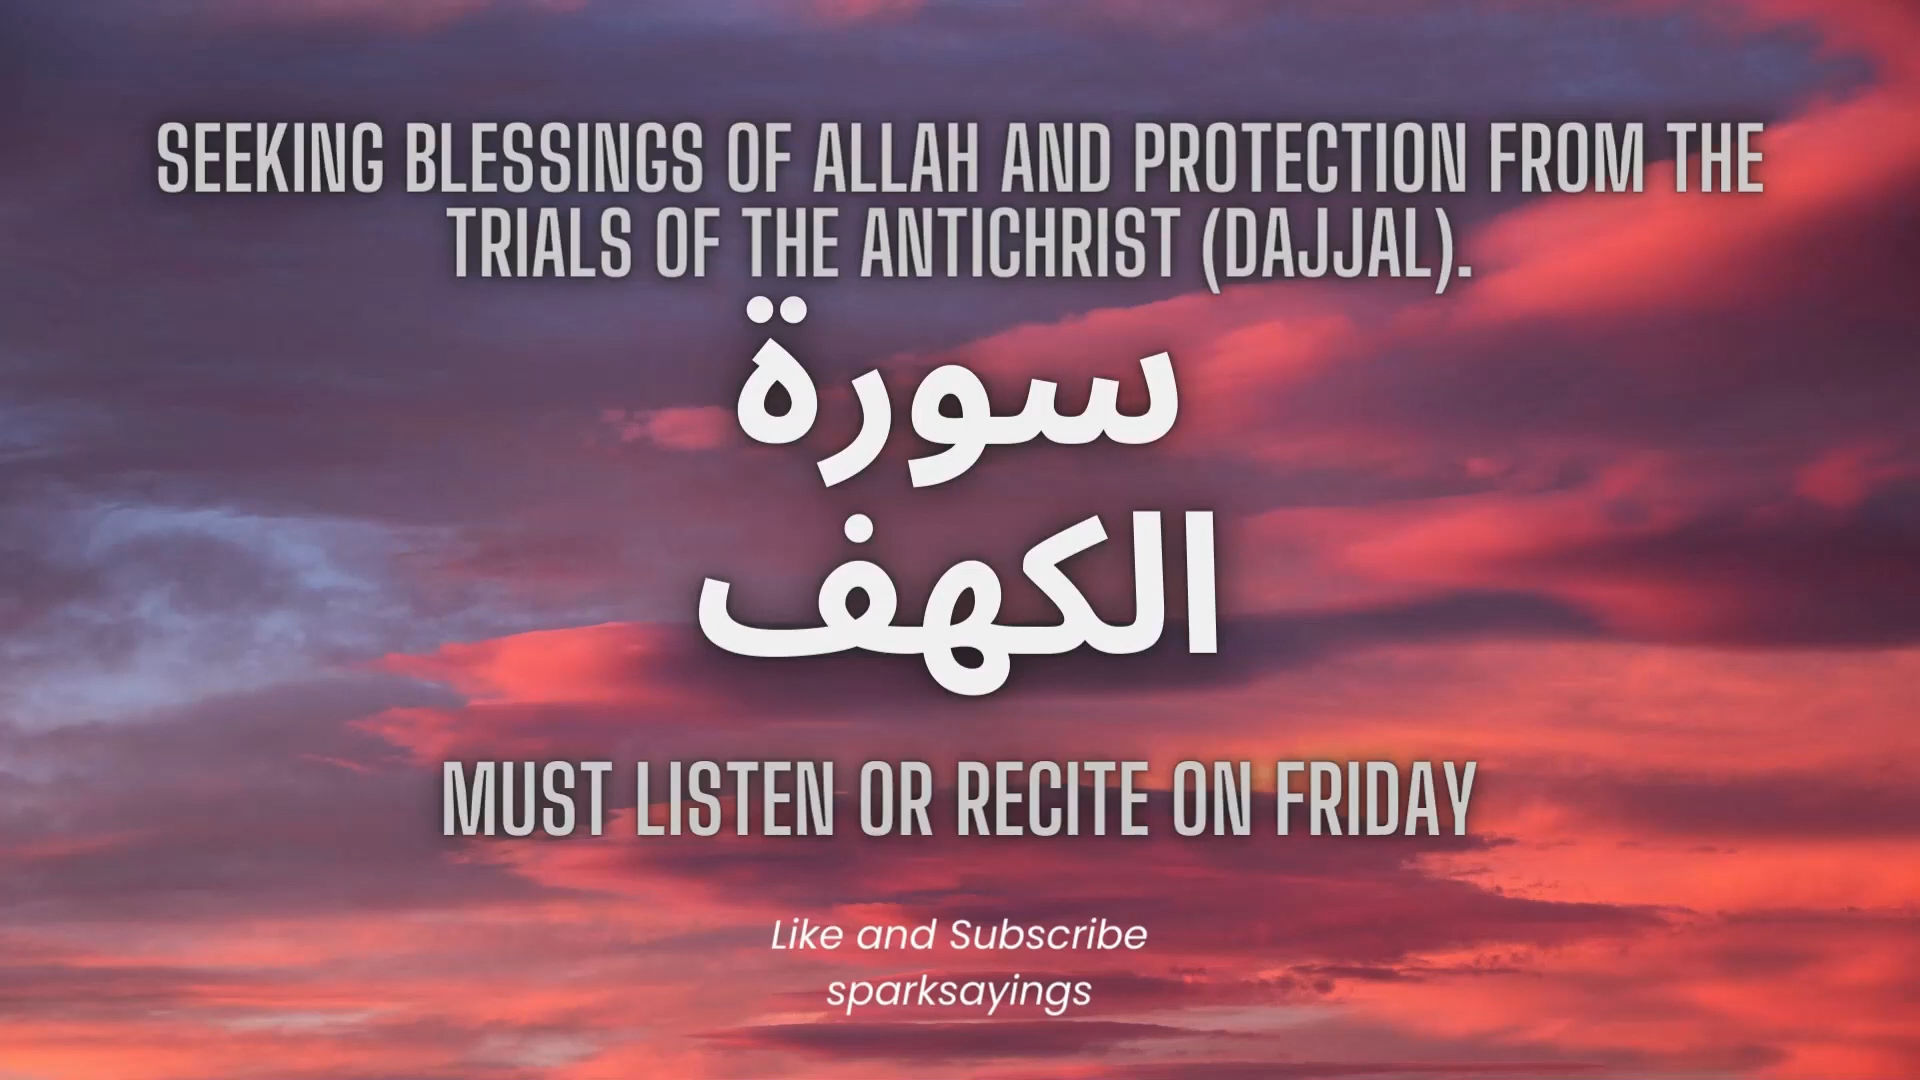 SEEKING BLESSINGS OF ALLAH AND PROTECTION FROM THE
TRIALS OF THE ANTICHRIST (DAJJAL).
سورة
الكهف
MUST LISTEN OR RECITE ON FRIDAY
Like and Subscribe
sparksayings